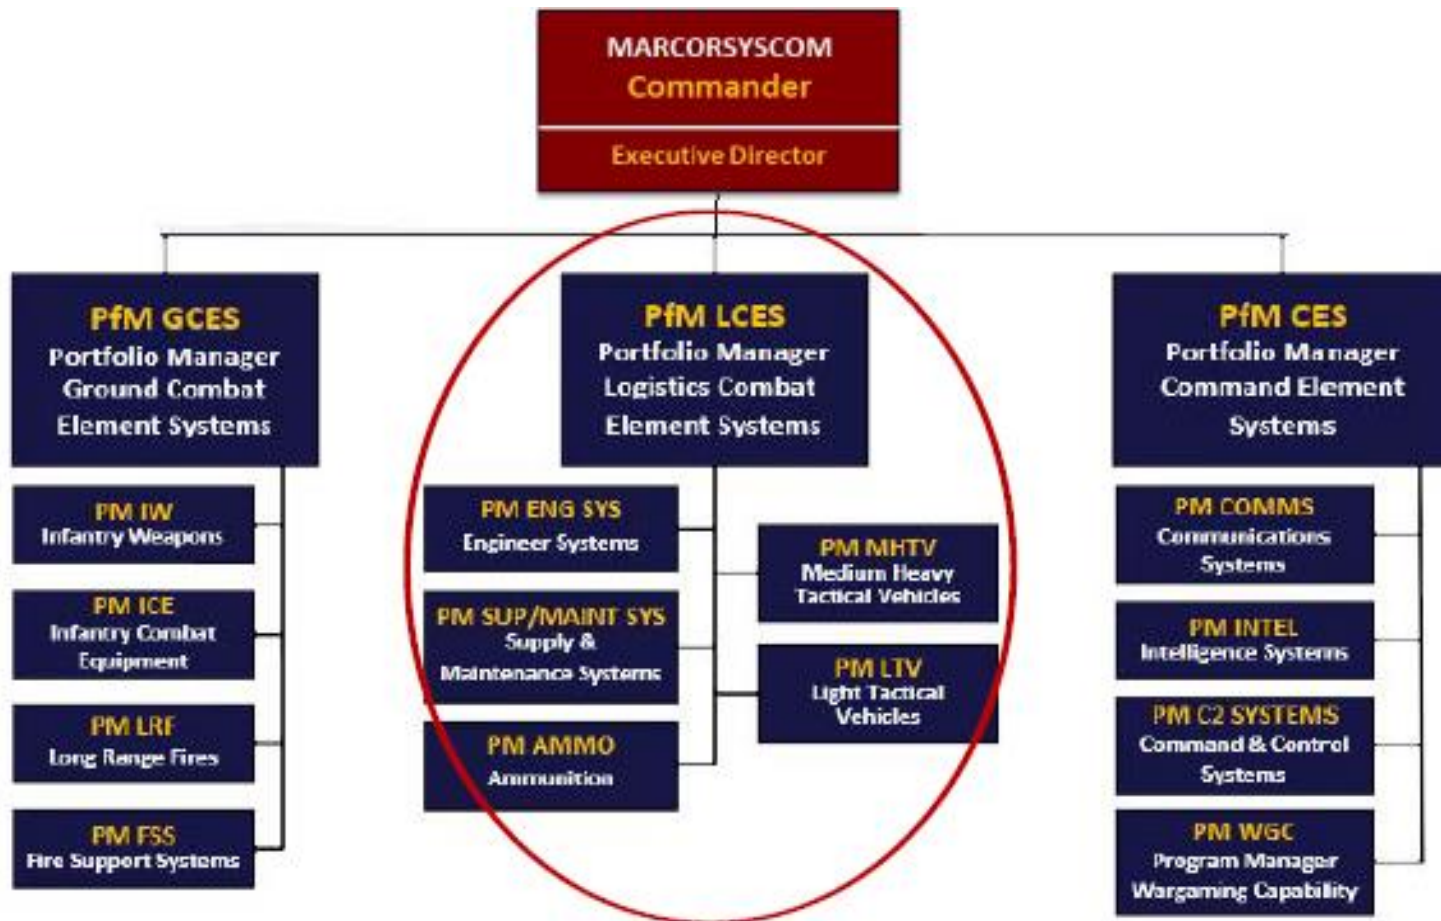 MARCORSYSCOM
Commander
Executive Director
PfM GCES
Portfolio Manager
Ground Combat
Element Systems
PM IW
Infantry Weapons
PM ICE
Infantry Combat
Equipment
PM LRF
Long Range Fires
PM FSS
Fire Support Systems
PfM LCES
Portfolio Manager
Logistics Combat
Element Systems
PM ENG SYS
Engineer Systems
PM SUP/MAINT SYS
Supply &
Maintenance Systems
PM AMMO
Ammunition
PM MHTV
Medium Heavy
Tactical Vehicles
PM LTV
Light Tactical
Vehicles
PfM CES
Portfolio Manager
Command Element
Systems
PM COMMS
Communications
Systems
PM INTEL
Intelligence Systems
PM C2 SYSTEMS
Command & Control
Systems
PM WGC
Program Manager
Wargaming Capability